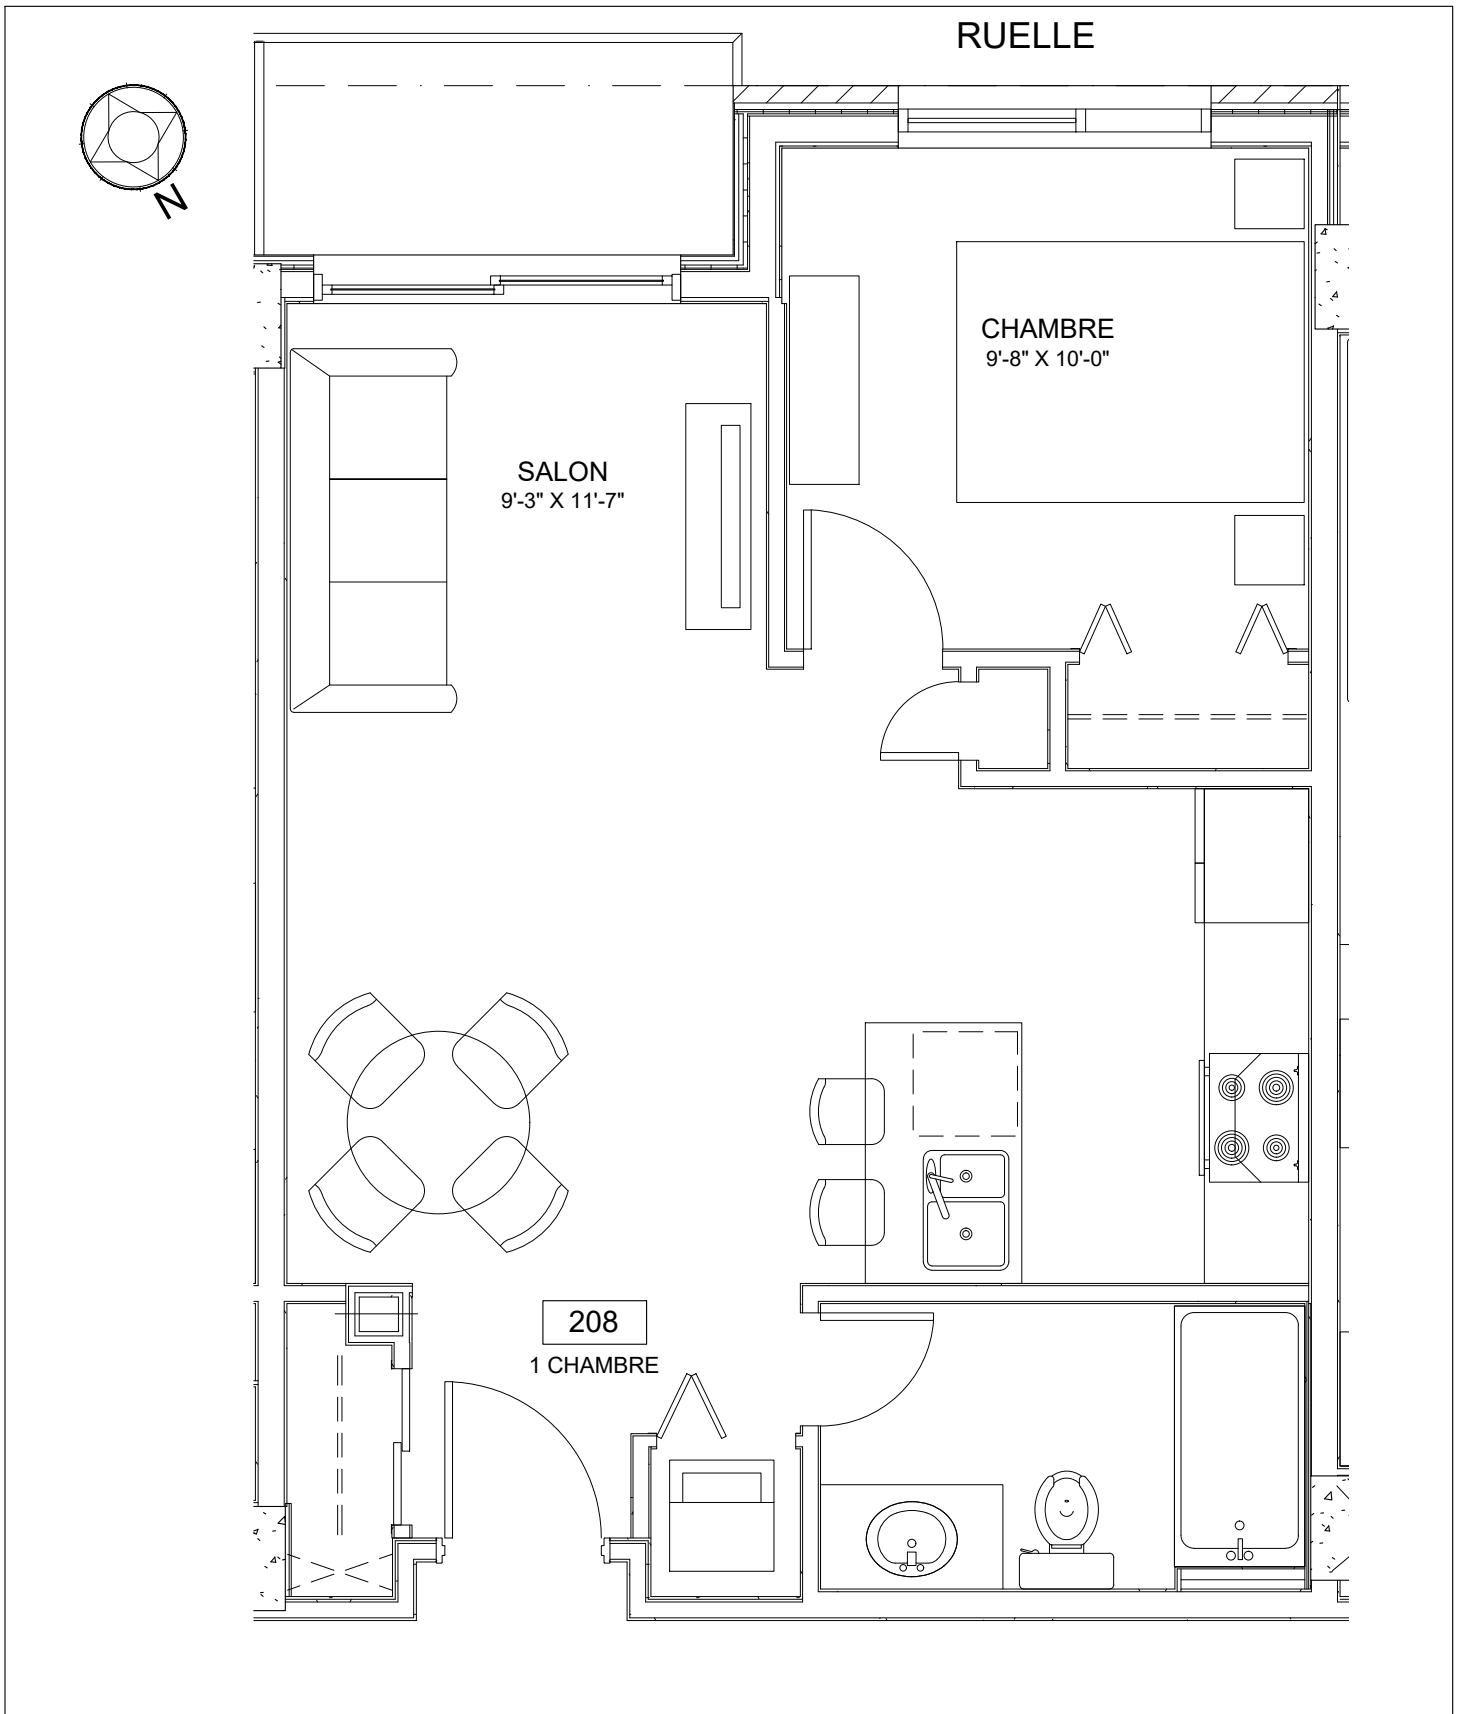 RUELLE
N
CHAMBRE
9'-8" X 10'-0"
SALON
9'-3" X 11'-7"
208
1 CHAMBRE